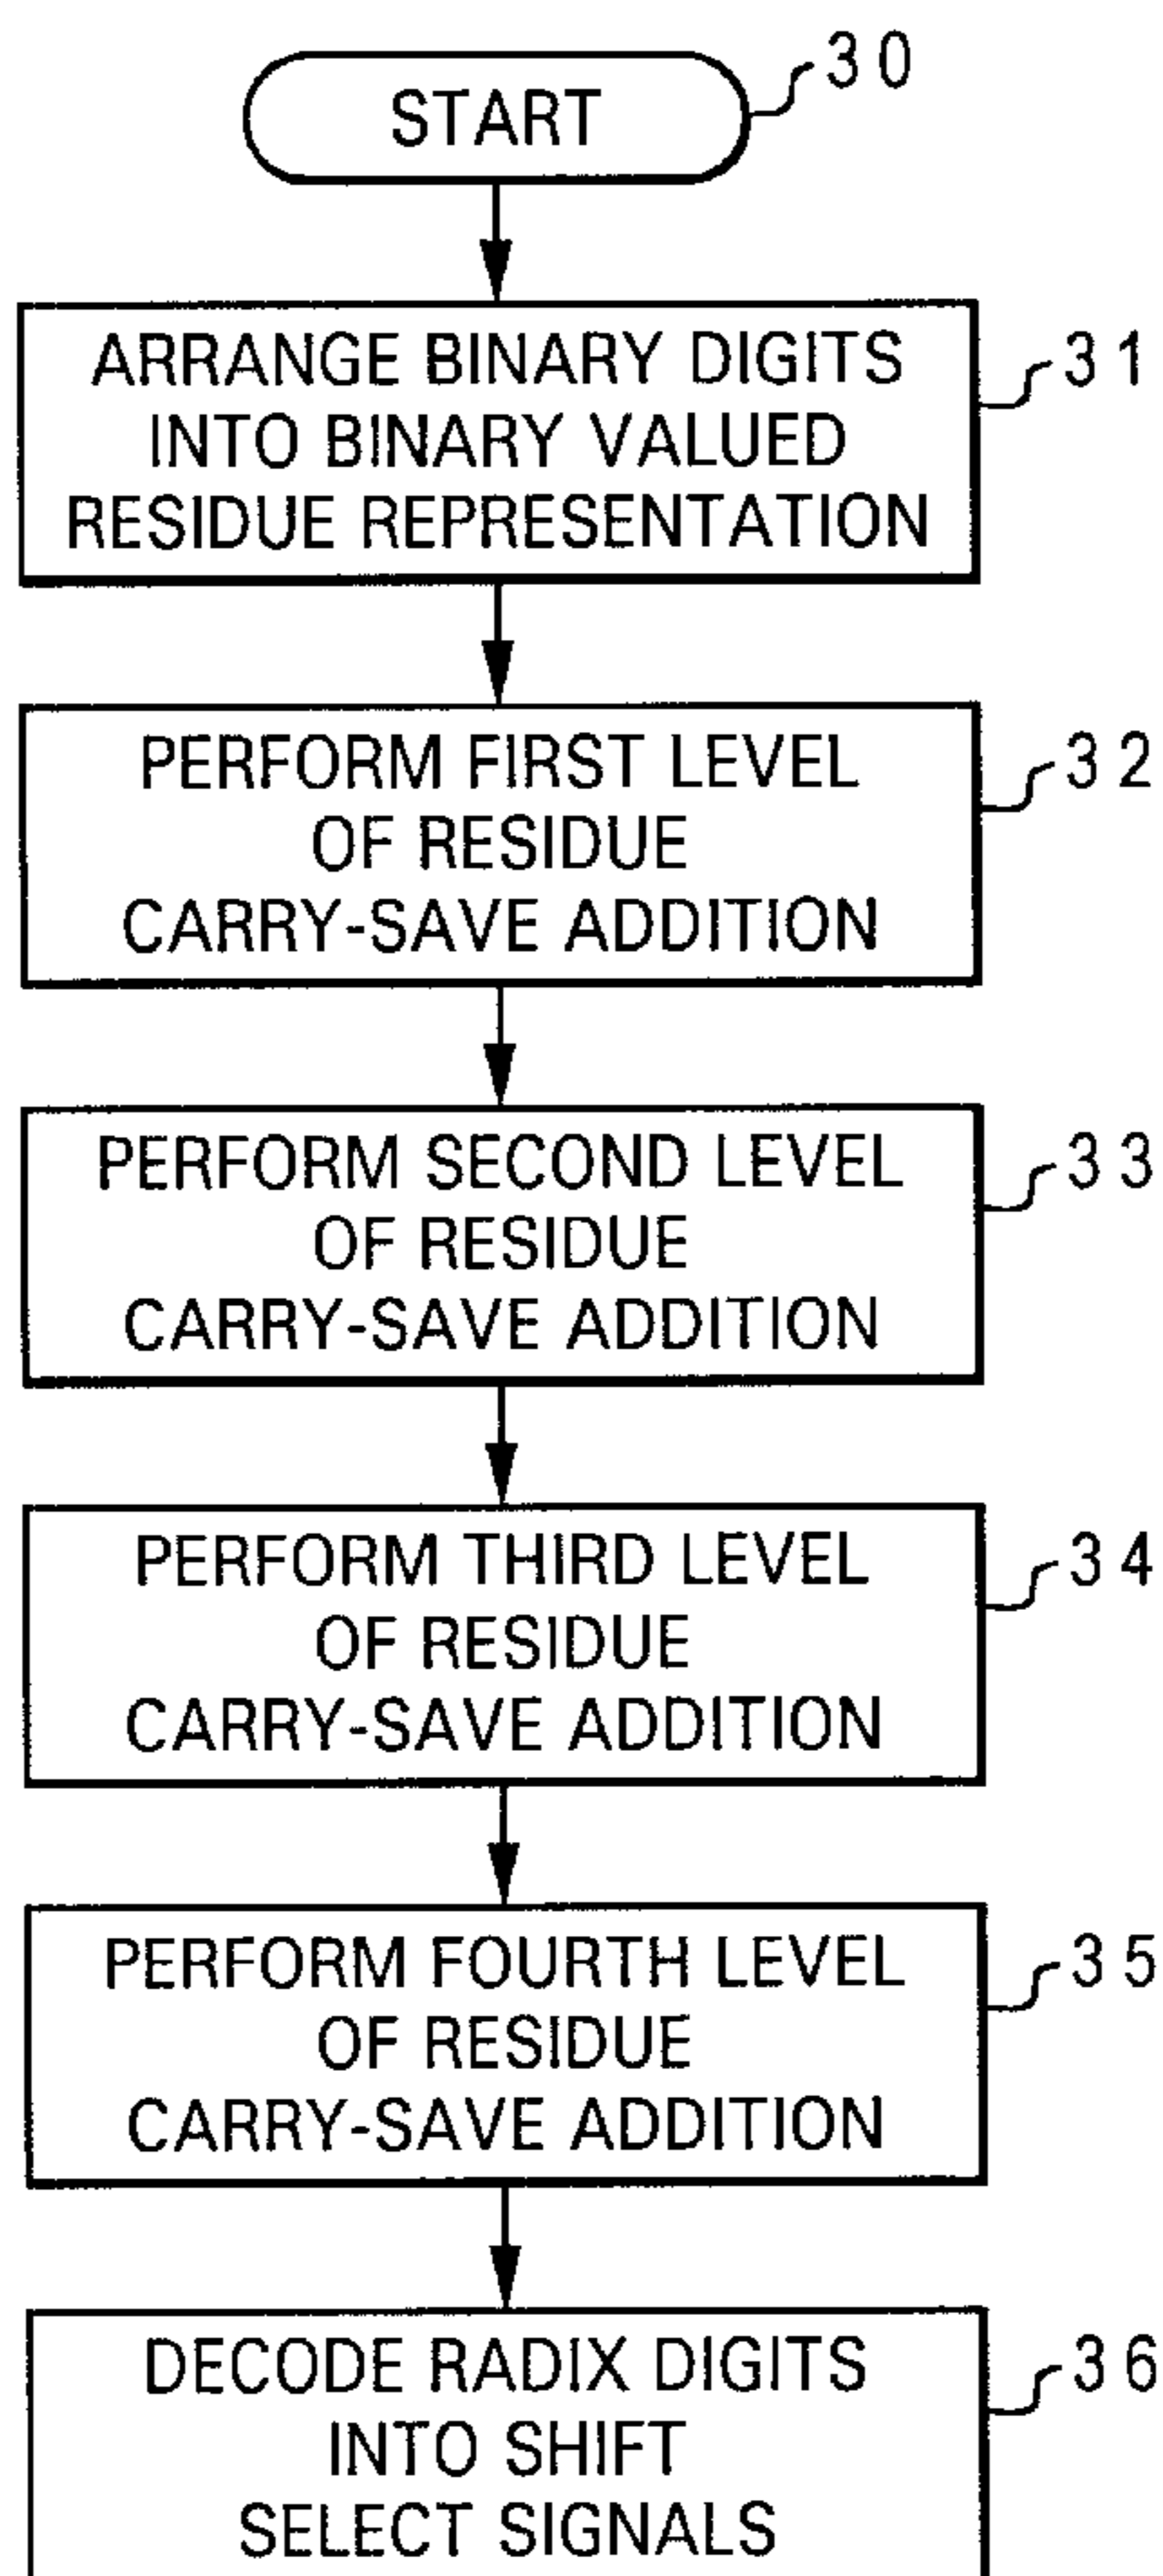 START
30
ARRANGE BINARY DIGITS
INTO BINARY VALUED
RESIDUE REPRESENTATION
31
PERFORM FIRST LEVEL
OF RESIDUE
CARRY-SAVE ADDITION
32
PERFORM SECOND LEVEL
OF RESIDUE
CARRY-SAVE ADDITION
33
PERFORM THIRD LEVEL
OF RESIDUE
CARRY-SAVE ADDITION
34
PERFORM FOURTH LEVEL
OF RESIDUE
CARRY-SAVE ADDITION
35
DECODE RADIX DIGITS
INTO SHIFT
SELECT SIGNALS
36